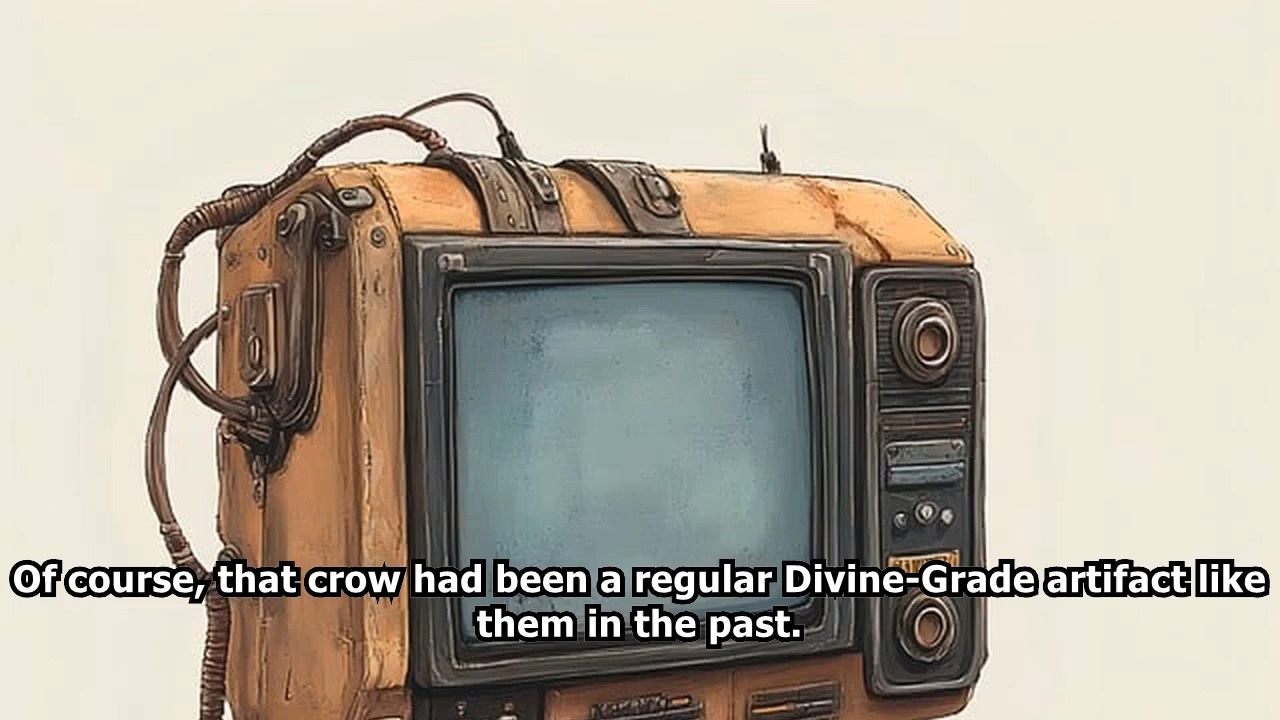 Of course, that crow had been a regular Divine-Grade artifact like
them in the past.